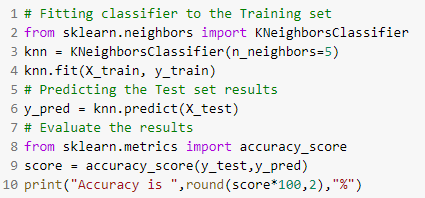 1 # Fitting classifier to the Training set
2 from sklearn.neighbors import KNeighborsClassifier
3 knn = KNeighborsClassifier(n_neighbors=5)
4 knn.fit(X_train, y_train)
5 # Predicting the Test set results
6 y_pred = knn.predict(X_test)
7 # Evaluate the results
8 from sklearn.metrics import accuracy_score
9 score = accuracy_score(y_test,y_pred)
10 print("Accuracy is ",round(score*100,2),"%")